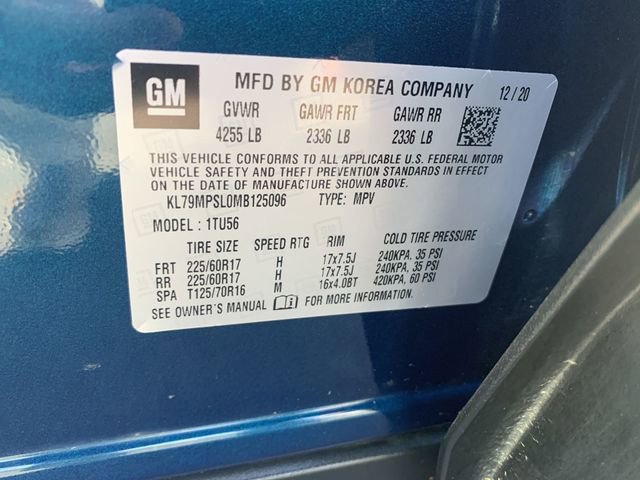 GM MFD BY GM KOREA COMPANY 12/20
GVWR GAWR FRT GAWR RR
4255 LB 2336 LB 2336 LB
THIS VEHICLE CONFORMS TO ALL APPLICABLE U.S. FEDERAL MOTOR
VEHICLE SAFETY AND THEFT PREVENTION STANDARDS IN EFFECT
ON THE DATE OF MANUFACTURE SHOWN ABOVE.
KL79MPSL0MB125096 TYPE: MPV
MODEL : 1TU56
TIRE SIZE SPEED RTG RIM COLD TIRE PRESSURE
FRT 225/60R17 H 17x7.5J 240KPA, 35 PSI
RR 225/60R17 H 17x7.5J 240KPA, 35 PSI
SPA T125/70R16 M 16x4.0BT 420KPA, 60 PSI
SEE OWNER'S MANUAL FOR MORE INFORMATION.